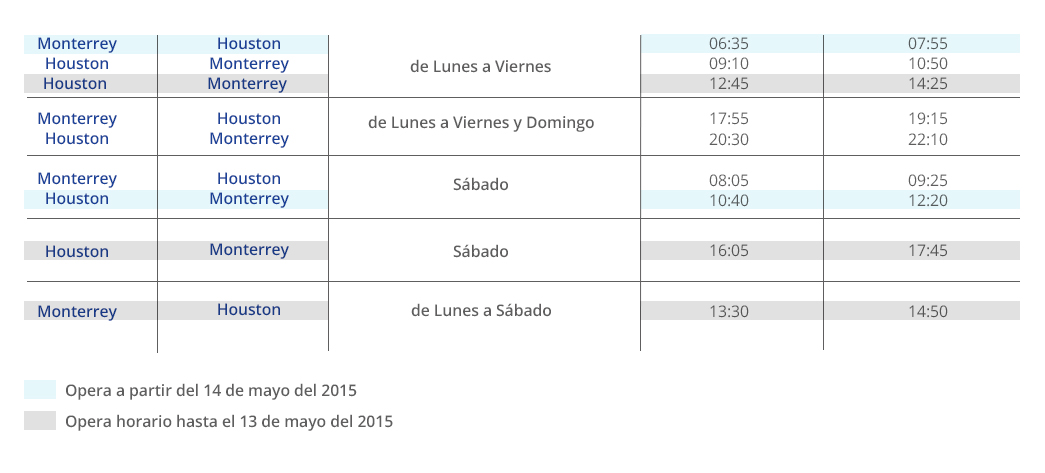 Monterrey Houston de Lunes a Viernes 06:35 07:55
Houston Monterrey 09:10 10:50
Houston Monterrey 12:45 14:25
Monterrey Houston de Lunes a Viernes y Domingo 17:55 19:15
Houston Monterrey 20:30 22:10
Monterrey Houston Sábado 08:05 09:25
Houston Monterrey 10:40 12:20
Houston Monterrey Sábado 16:05 17:45
Monterrey Houston de Lunes a Sábado 13:30 14:50
Opera a partir del 14 de mayo del 2015
Opera horario hasta el 13 de mayo del 2015